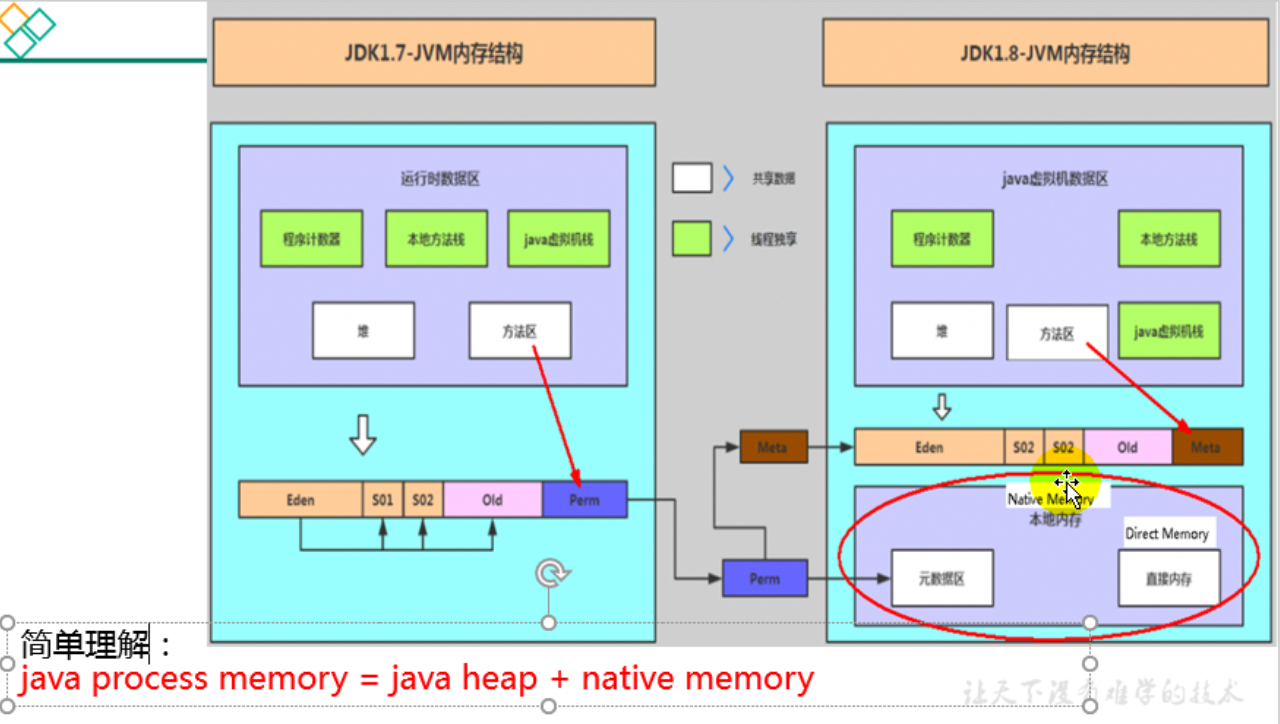 JDK1.7-JVM内存结构
JDK1.8-JVM内存结构
运行时数据区
程序计数器
本地方法栈
java虚拟机栈
堆
方法区
Eden
S01
S02
Old
Perm
共享数据
线程独享
Meta
Perm
java虚拟机数据区
程序计数器
本地方法栈
堆
方法区
java虚拟机栈
Eden
S02
S02
Old
Meta
Native Memory
本地内存
Direct Memory
元数据区
直接内存
简单理解：
java process memory = java heap + native memory
让天下没有难学的技术